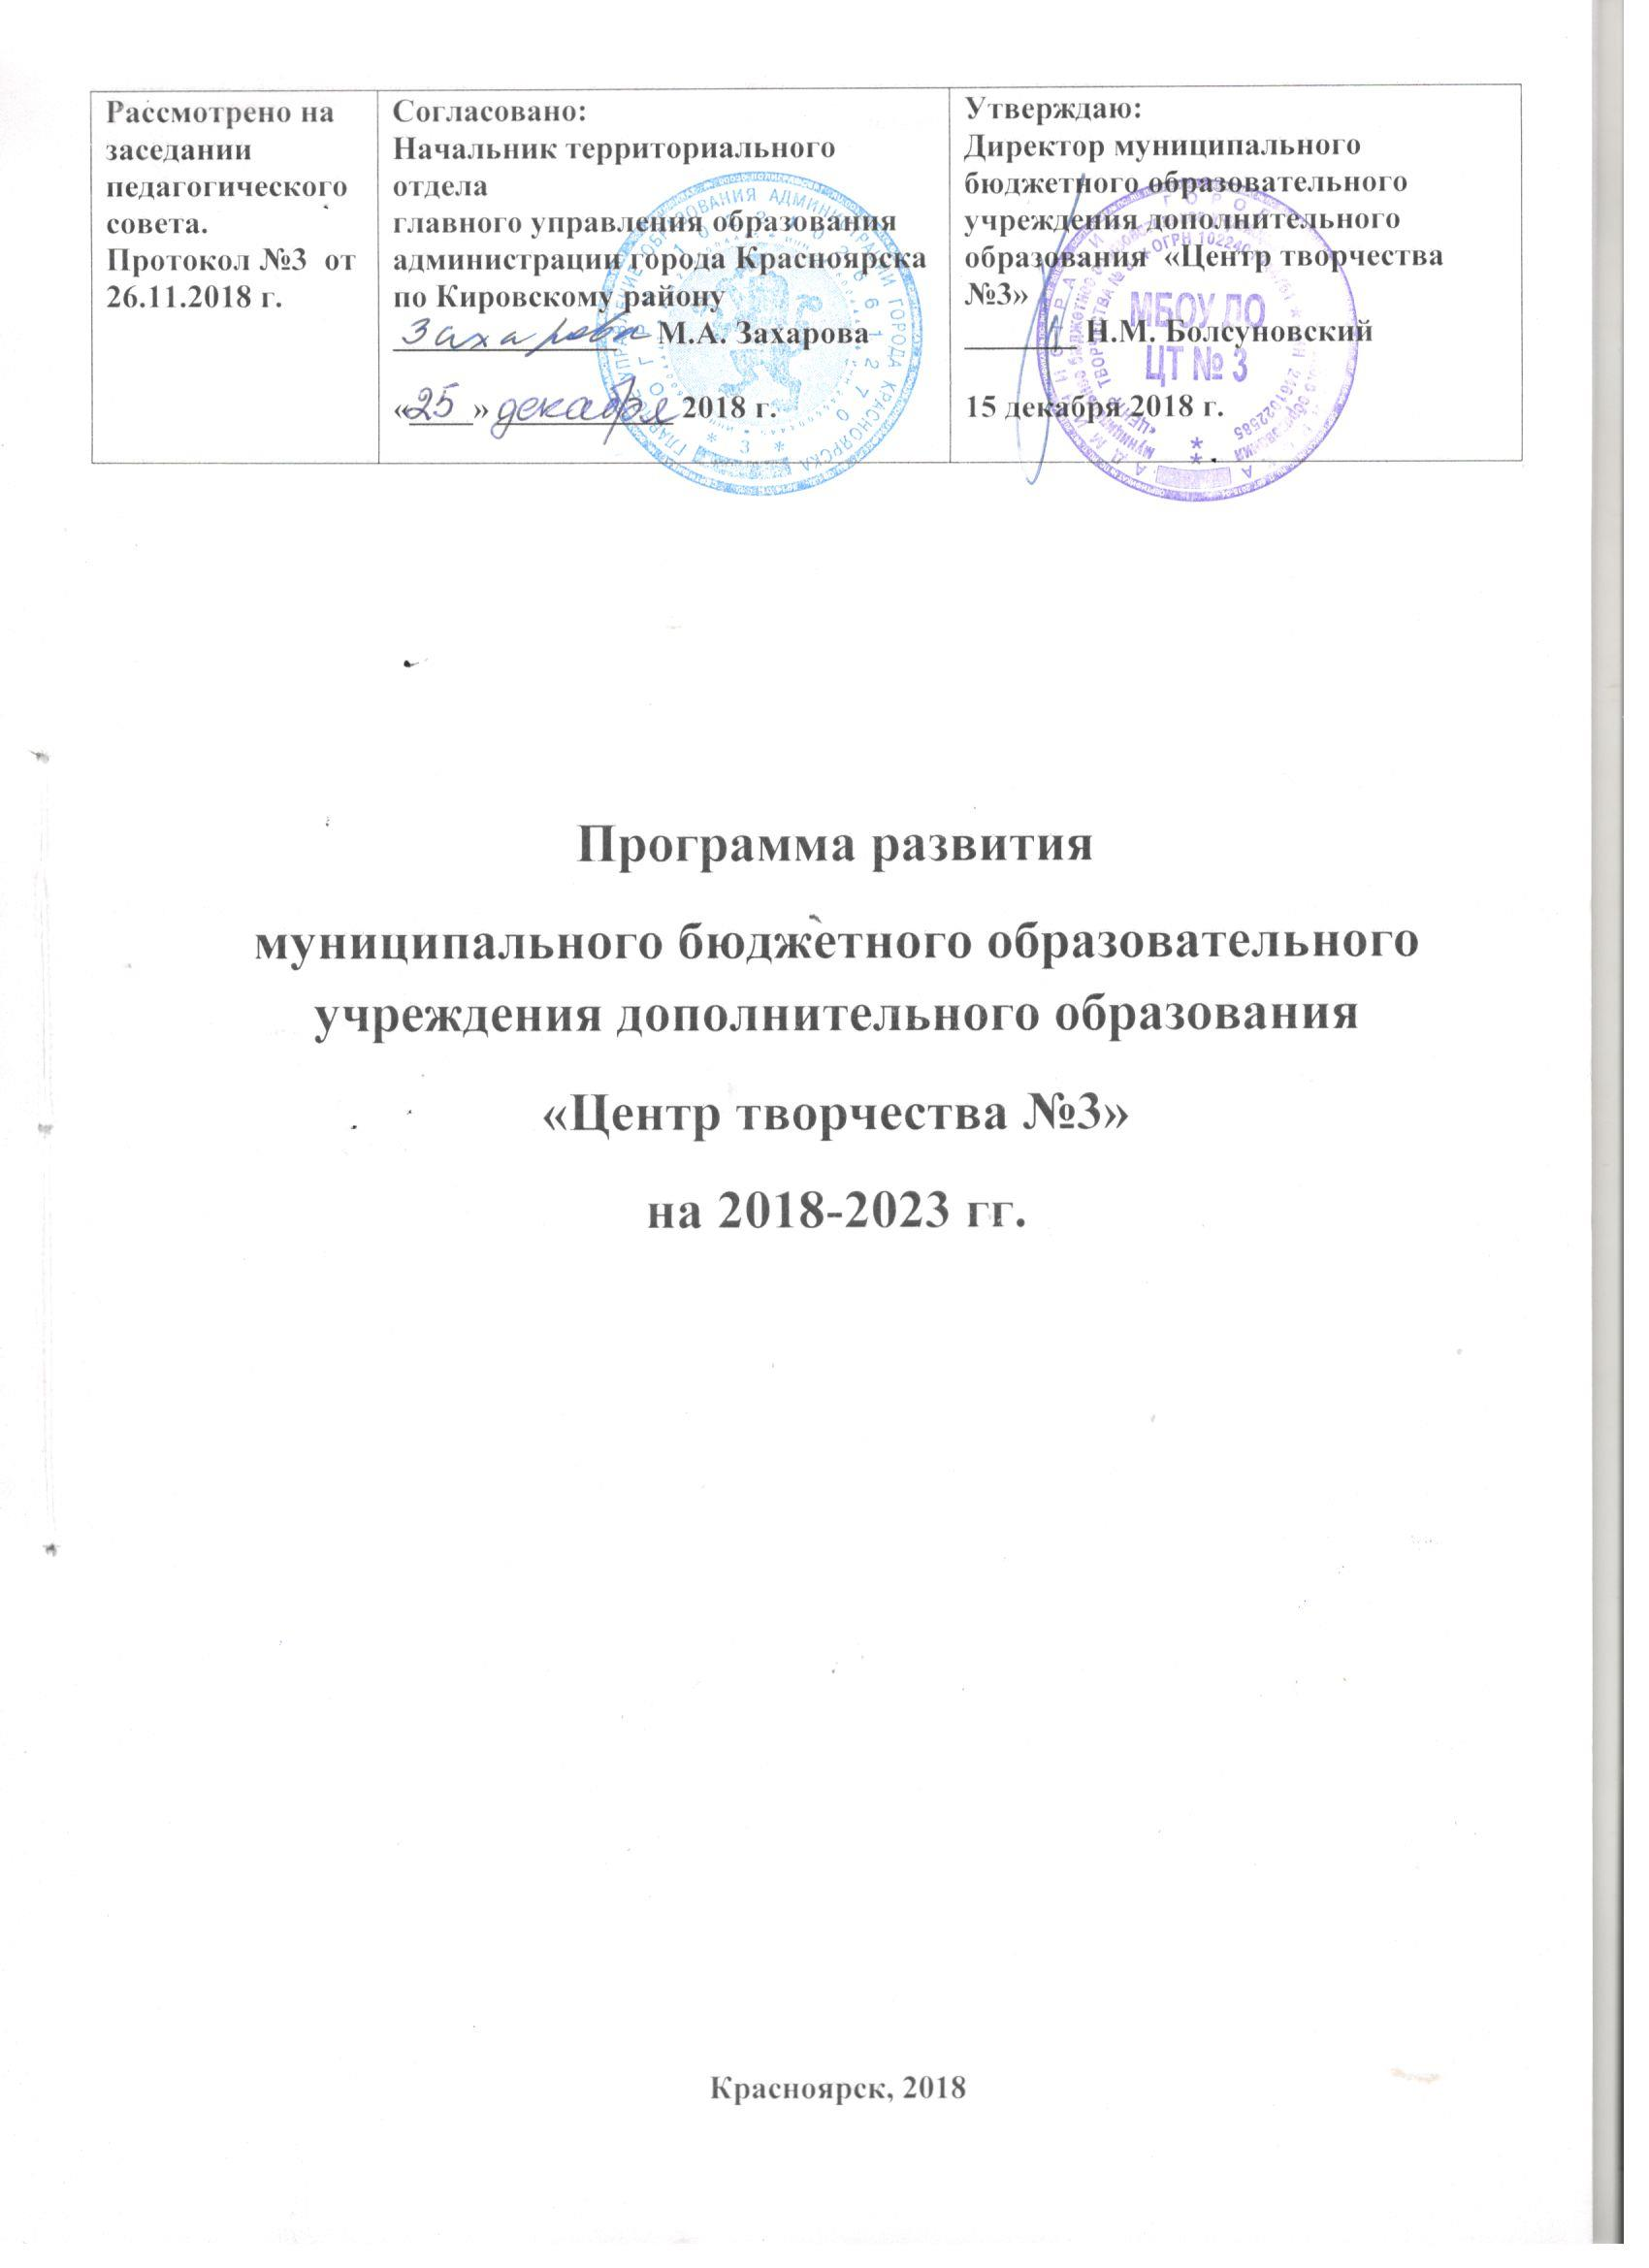 Рассмотрено на
заседании
педагогического
совета.
Протокол №3 от
26.11.2018 г.
Согласовано:
Начальник территориального
отдела
главного управления образования
администрации города Красноярска
по Кировскому району
Захарова М.А. Захарова
«25» декабря 2018 г.
Утверждаю:
Директор муниципального
бюджетного образовательного
учреждения дополнительного
образования «Центр творчества
№3»
Н.М. Болсуновский
15 декабря 2018 г.
МБОУ ДО
ЦТ № 3
Программа развития
муниципального бюджетного образовательного
учреждения дополнительного образования
«Центр творчества №3»
на 2018-2023 гг.
Красноярск, 2018